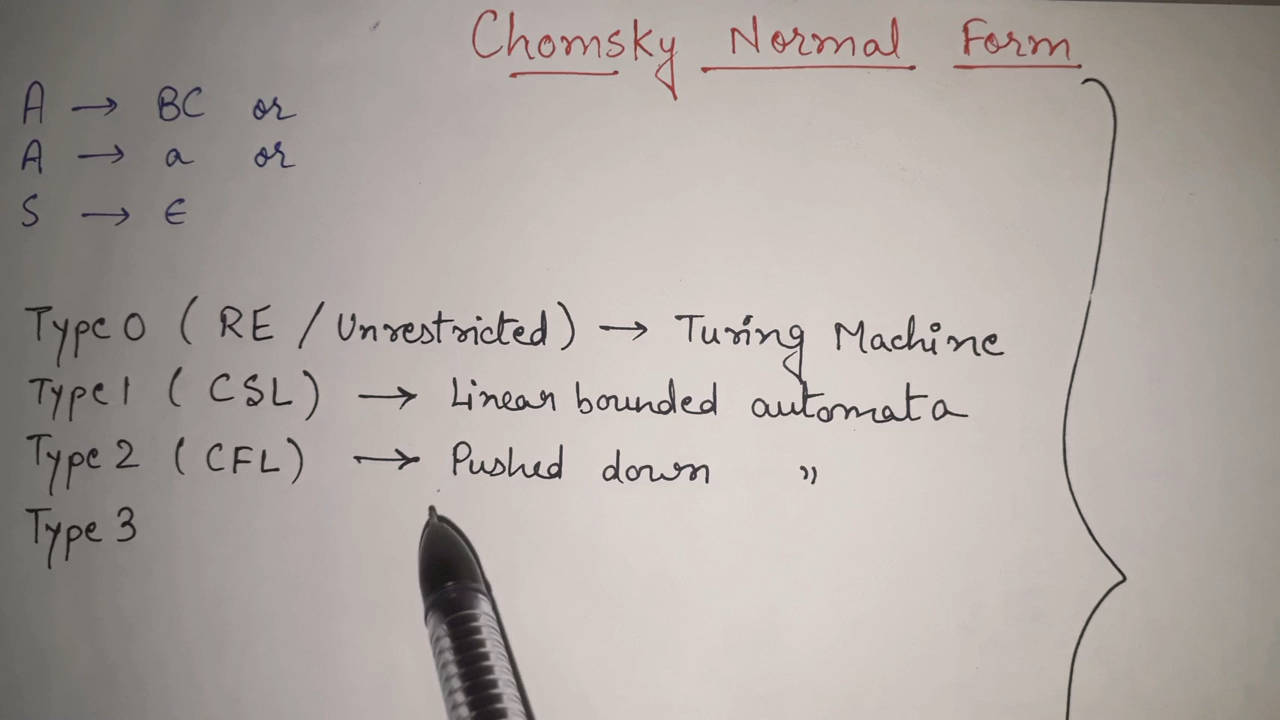 Chomsky Normal Form
A → BC or
A → a or
S → ∈
Type 0 ( RE / Unrestricted ) → Turing Machine
Type 1 ( CSL ) → Linear bounded automata
Type 2 ( CFL ) → Pushed down "
Type 3